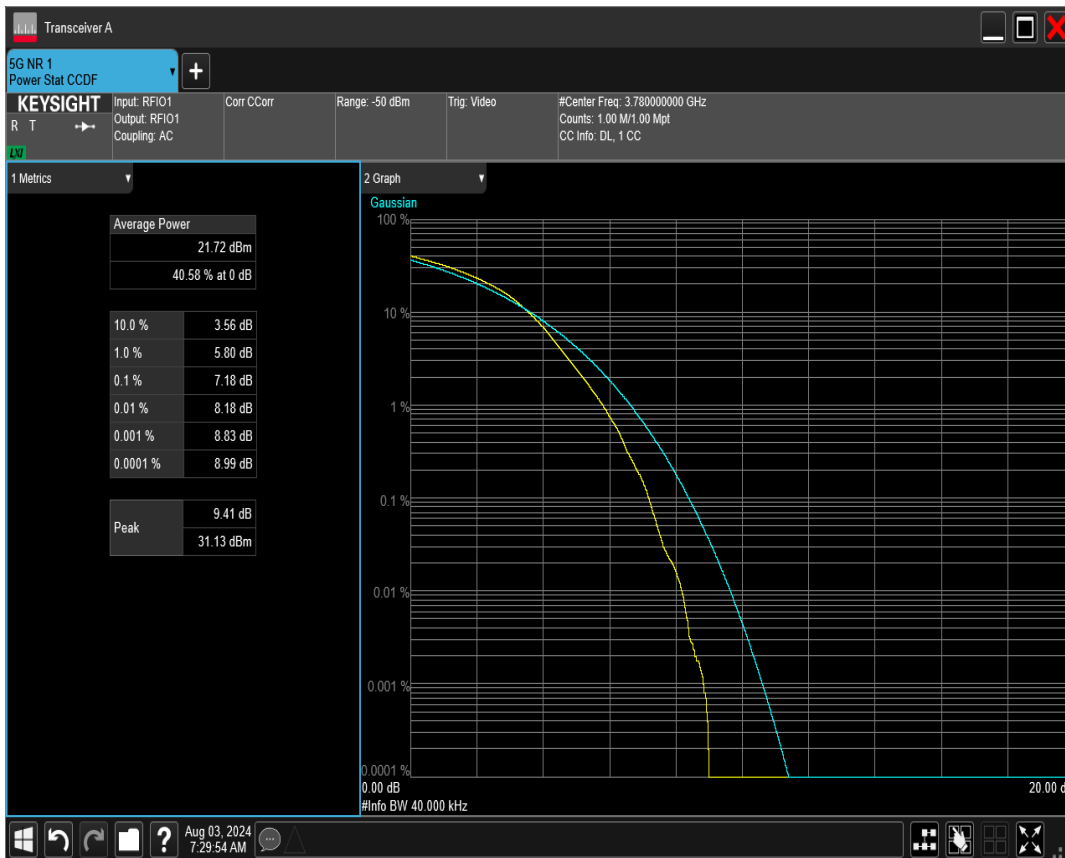 Transceiver A
5G NR 1
Power Stat CCDF
KEYSIGHT
R T
LXI
Input: RFIO1
Output: RFIO1
Coupling: AC
Corr CCorr
Range: -50 dBm
Trig: Video
#Center Freq: 3.780000000 GHz
Counts: 1.00 M/1.00 Mpt
CC Info: DL, 1 CC
1 Metrics
Average Power
21.72 dBm
40.58 % at 0 dB
10.0 % 3.56 dB
1.0 % 5.80 dB
0.1 % 7.18 dB
0.01 % 8.18 dB
0.001 % 8.83 dB
0.0001 % 8.99 dB
Peak
9.41 dB
31.13 dBm
2 Graph
Gaussian
100 %
10 %
1 %
0.1 %
0.01 %
0.001 %
0.0001 %
0.00 dB
20.00 d
#Info BW 40.000 kHz
?
Aug 03, 2024
7:29:54 AM